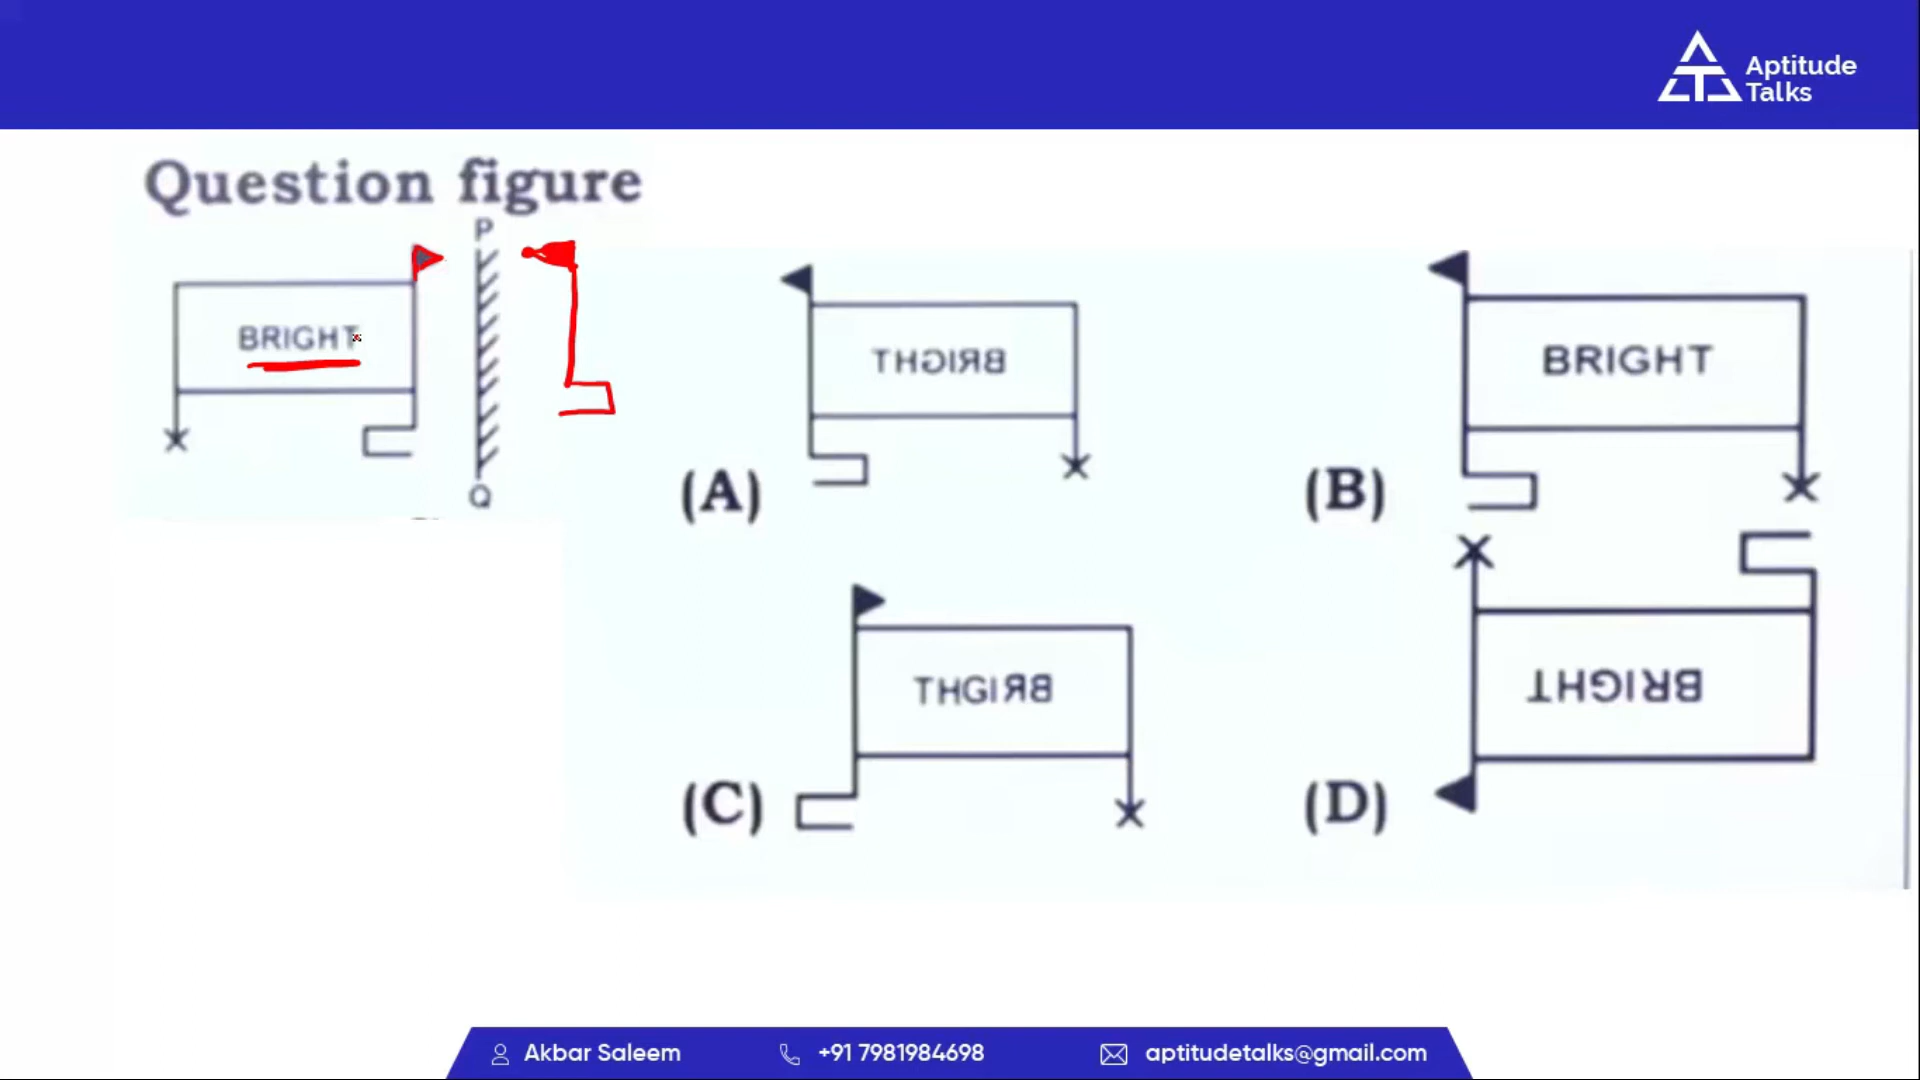 Aptitude
Talks
Question figure
P
BRIGHT
Q
(A)
THGIRB
(B)
BRIGHT
(C)
THGIRB
(D)
THGIRB
Akbar Saleem
+91 7981984698
aptitudetalks@gmail.com